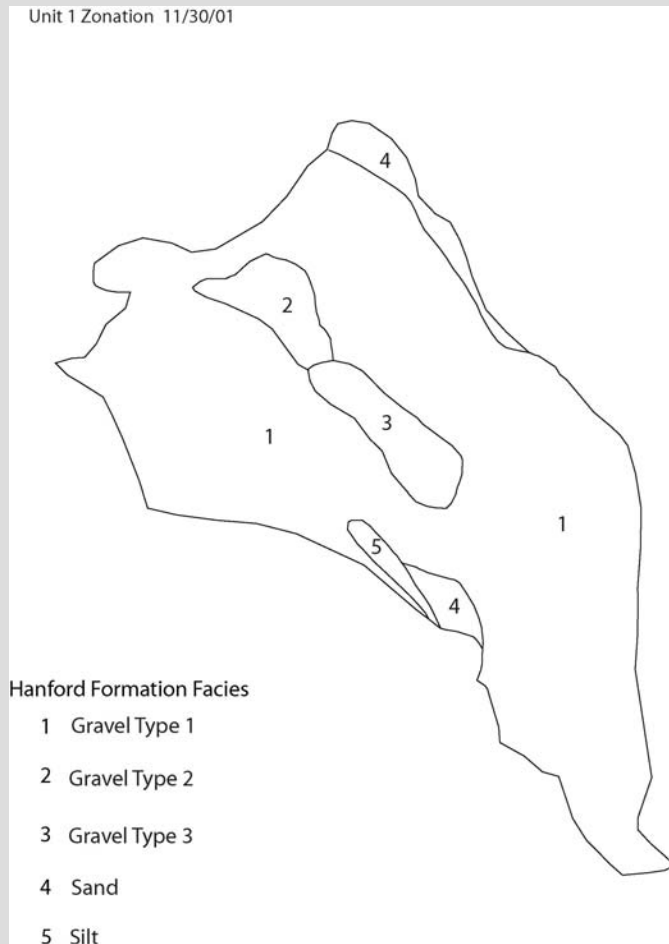 Unit 1 Zonation 11/30/01
4
2
3
1
1
5
4
Hanford Formation Facies
1 Gravel Type 1
2 Gravel Type 2
3 Gravel Type 3
4 Sand
5 Silt